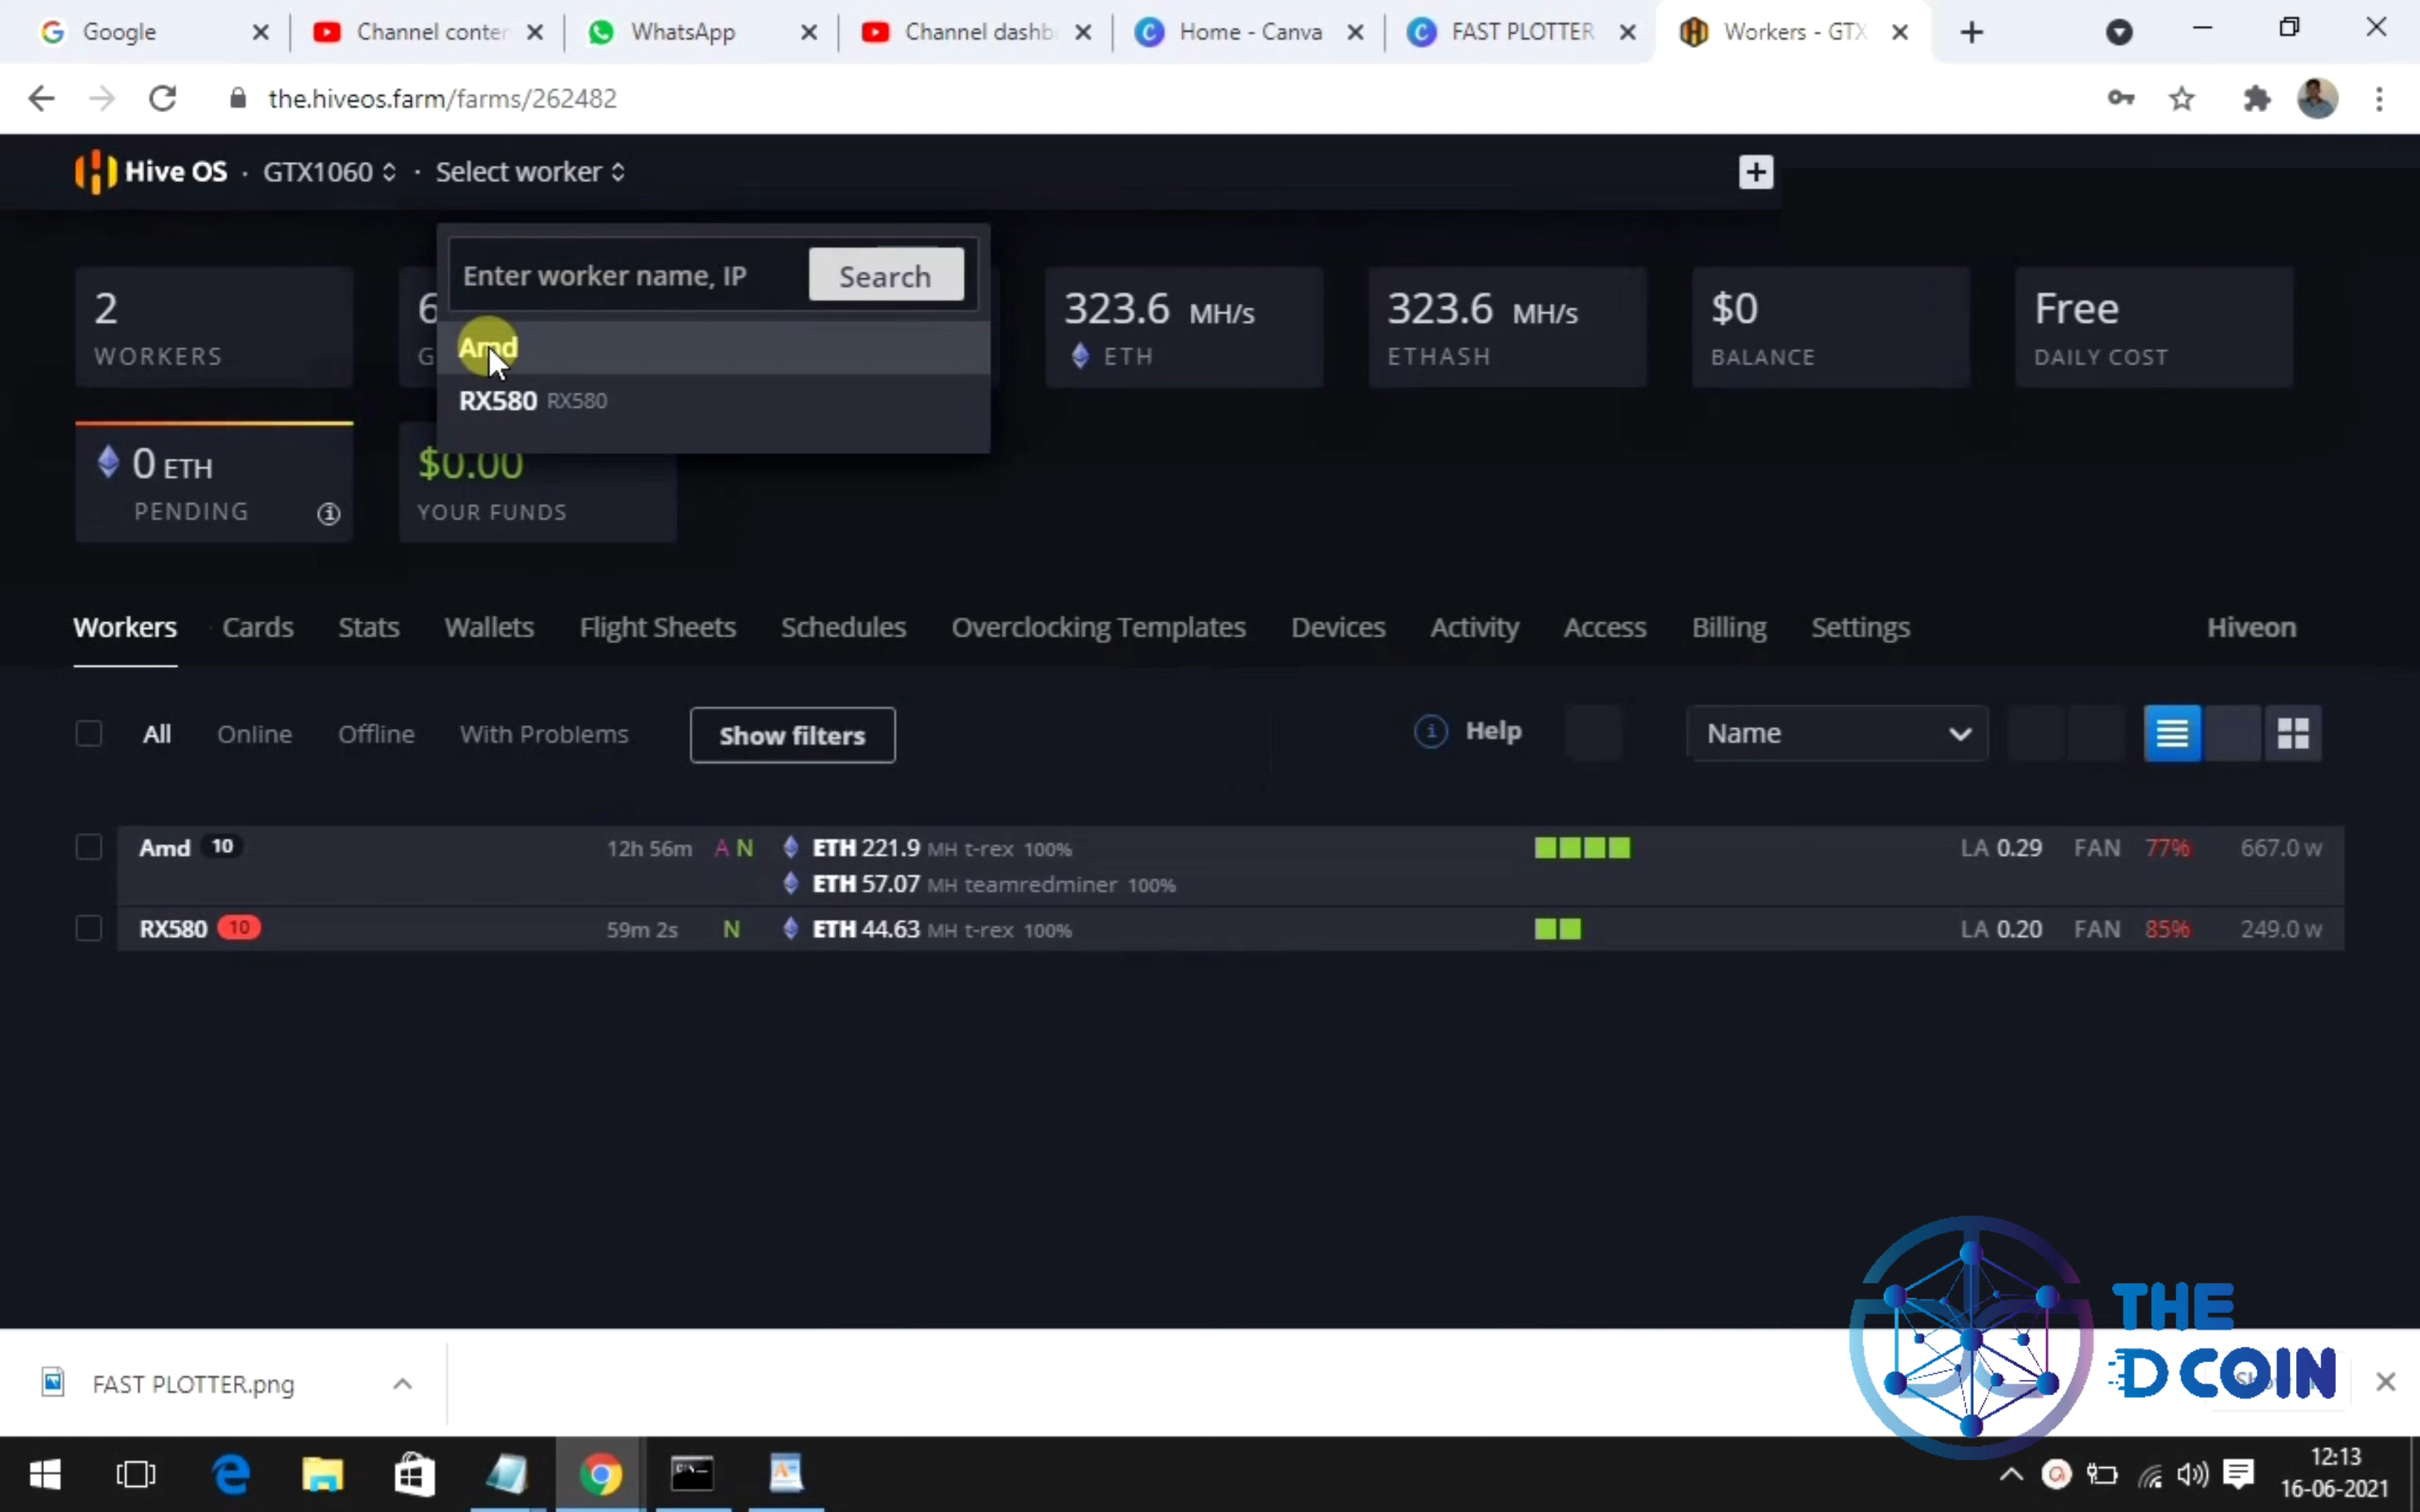 Google
Channel conter
WhatsApp
Channel dashb
Home - Canva
FAST PLOTTER
Workers - GTX
the.hiveos.farm/farms/262482
Hive OS · GTX1060 · Select worker
Enter worker name, IP
Search
Amd
RX580 RX580
2
WORKERS
6
G
323.6 MH/s
ETH
323.6 MH/s
ETHASH
$0
BALANCE
Free
DAILY COST
0 ETH
PENDING
$0.00
YOUR FUNDS
Workers Cards Stats Wallets Flight Sheets Schedules Overclocking Templates Devices Activity Access Billing Settings Hiveon
All Online Offline With Problems Show filters Help Name
Amd 10 12h 56m A N ETH 221.9 MH t-rex 100% LA 0.29 FAN 77% 667.0 w
ETH 57.07 MH teamredminer 100%
RX580 10 59m 2s N ETH 44.63 MH t-rex 100% LA 0.20 FAN 85% 249.0 w
THE
D COIN
FAST PLOTTER.png
12:13
16-06-2021